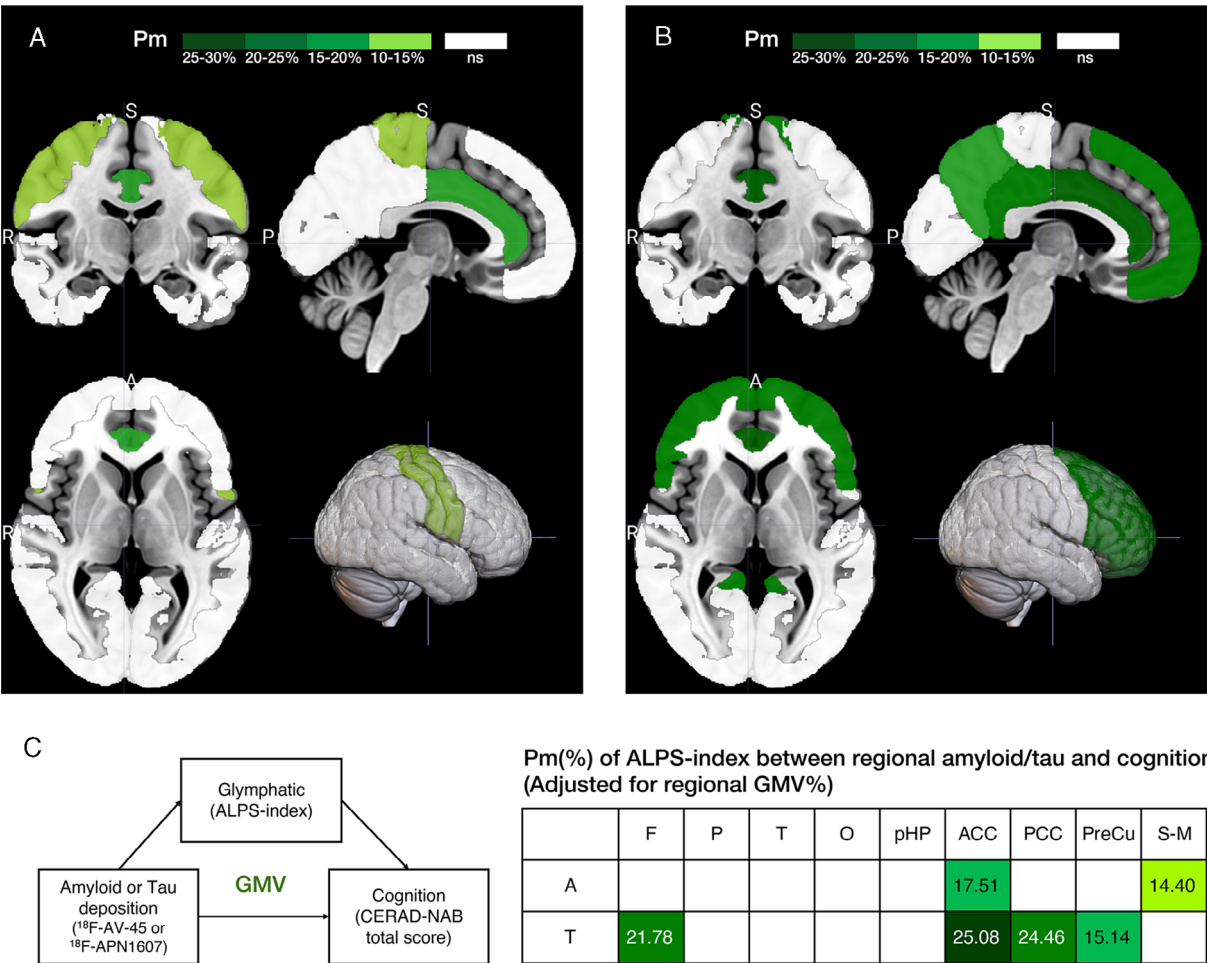 A
Pm
25-30% 20-25% 15-20% 10-15% ns
S
S
R
P
A
R
B
Pm
25-30% 20-25% 15-20% 10-15% ns
S
S
R
P
A
R
C
Glymphatic
(ALPS-index)
Amyloid or Tau
deposition
(¹⁸F-AV-45 or
¹⁸F-APN1607)
GMV
Cognition
(CERAD-NAB
total score)
Pm(%) of ALPS-index between regional amyloid/tau and cognition
(Adjusted for regional GMV%)
F P T O pHP ACC PCC PreCu S-M
A 17.51 14.40
T 21.78 25.08 24.46 15.14